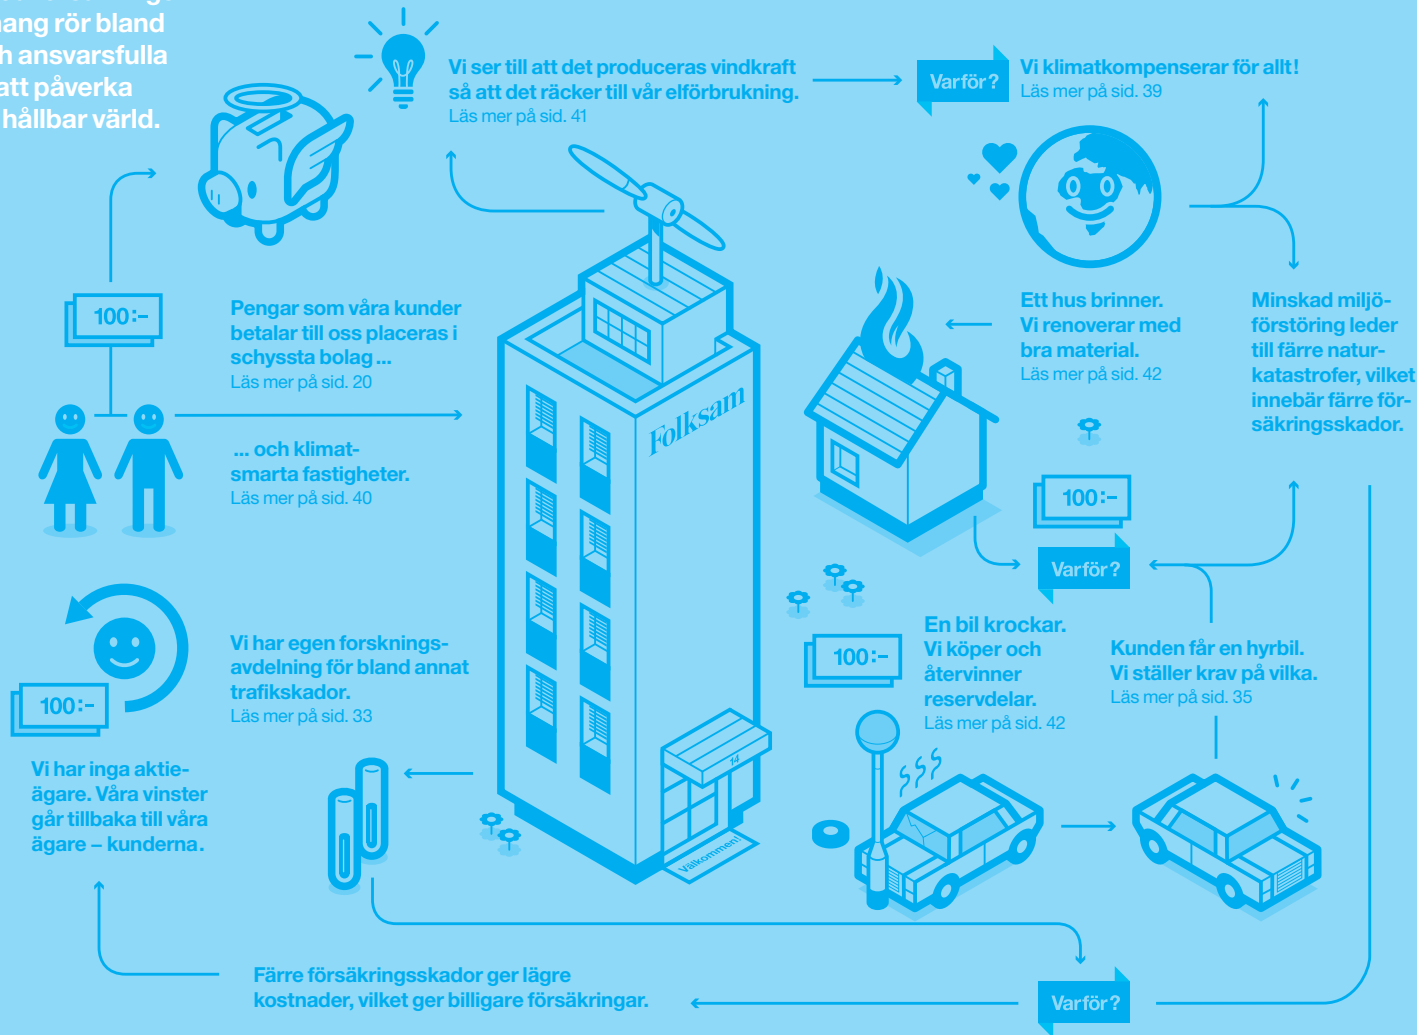 ang rör bland
ansvarsfulla
att påverka
hållbar värld.
Vi ser till att det produceras vindkraft
så att det räcker till vår elförbrukning.
Läs mer på sid. 41
Varför?
Vi klimatkompenserar för allt!
Läs mer på sid. 39
100:-
Pengar som våra kunder
betalar till oss placeras i
schyssta bolag ...
Läs mer på sid. 20
... och klimat-
smarta fastigheter.
Läs mer på sid. 40
Folksam
Ett hus brinner.
Vi renoverar med
bra material.
Läs mer på sid. 42
Minskad miljö-
förstöring leder
till färre natur-
katastrofer, vilket
innebär färre för-
säkringsskador.
100:-
Varför?
Vi har egen forsknings-
avdelning för bland annat
trafikskador.
Läs mer på sid. 33
100:-
En bil krockar.
Vi köper och
återvinner
reservdelar.
Läs mer på sid. 42
Kunden får en hyrbil.
Vi ställer krav på vilka.
Läs mer på sid. 35
100:-
Vi har inga aktie-
ägare. Våra vinster
går tillbaka till våra
ägare – kunderna.
14
Välkommen!
Färre försäkringsskador ger lägre
kostnader, vilket ger billigare försäkringar.
Varför?